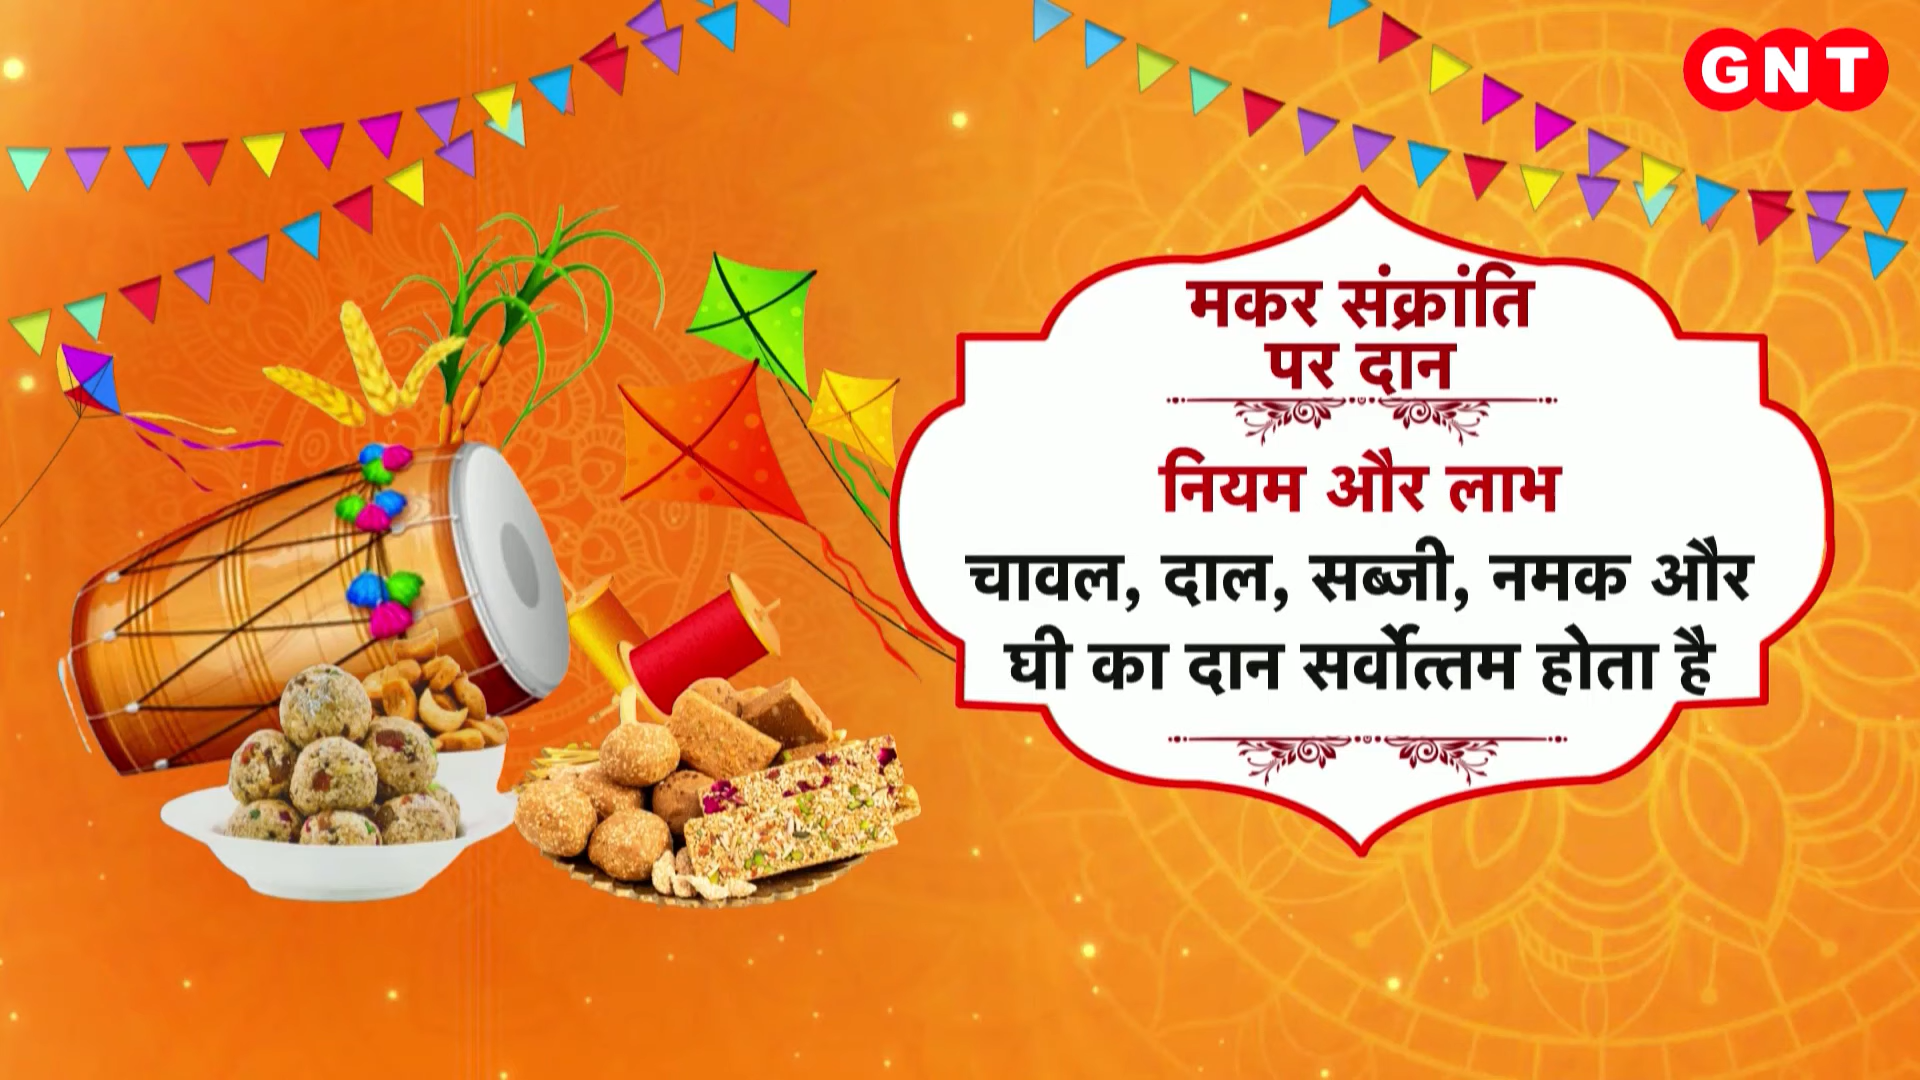 GNT
मकर संक्रांति
पर दान
नियम और लाभ
चावल, दाल, सब्जी, नमक और
घी का दान सर्वोत्तम होता है